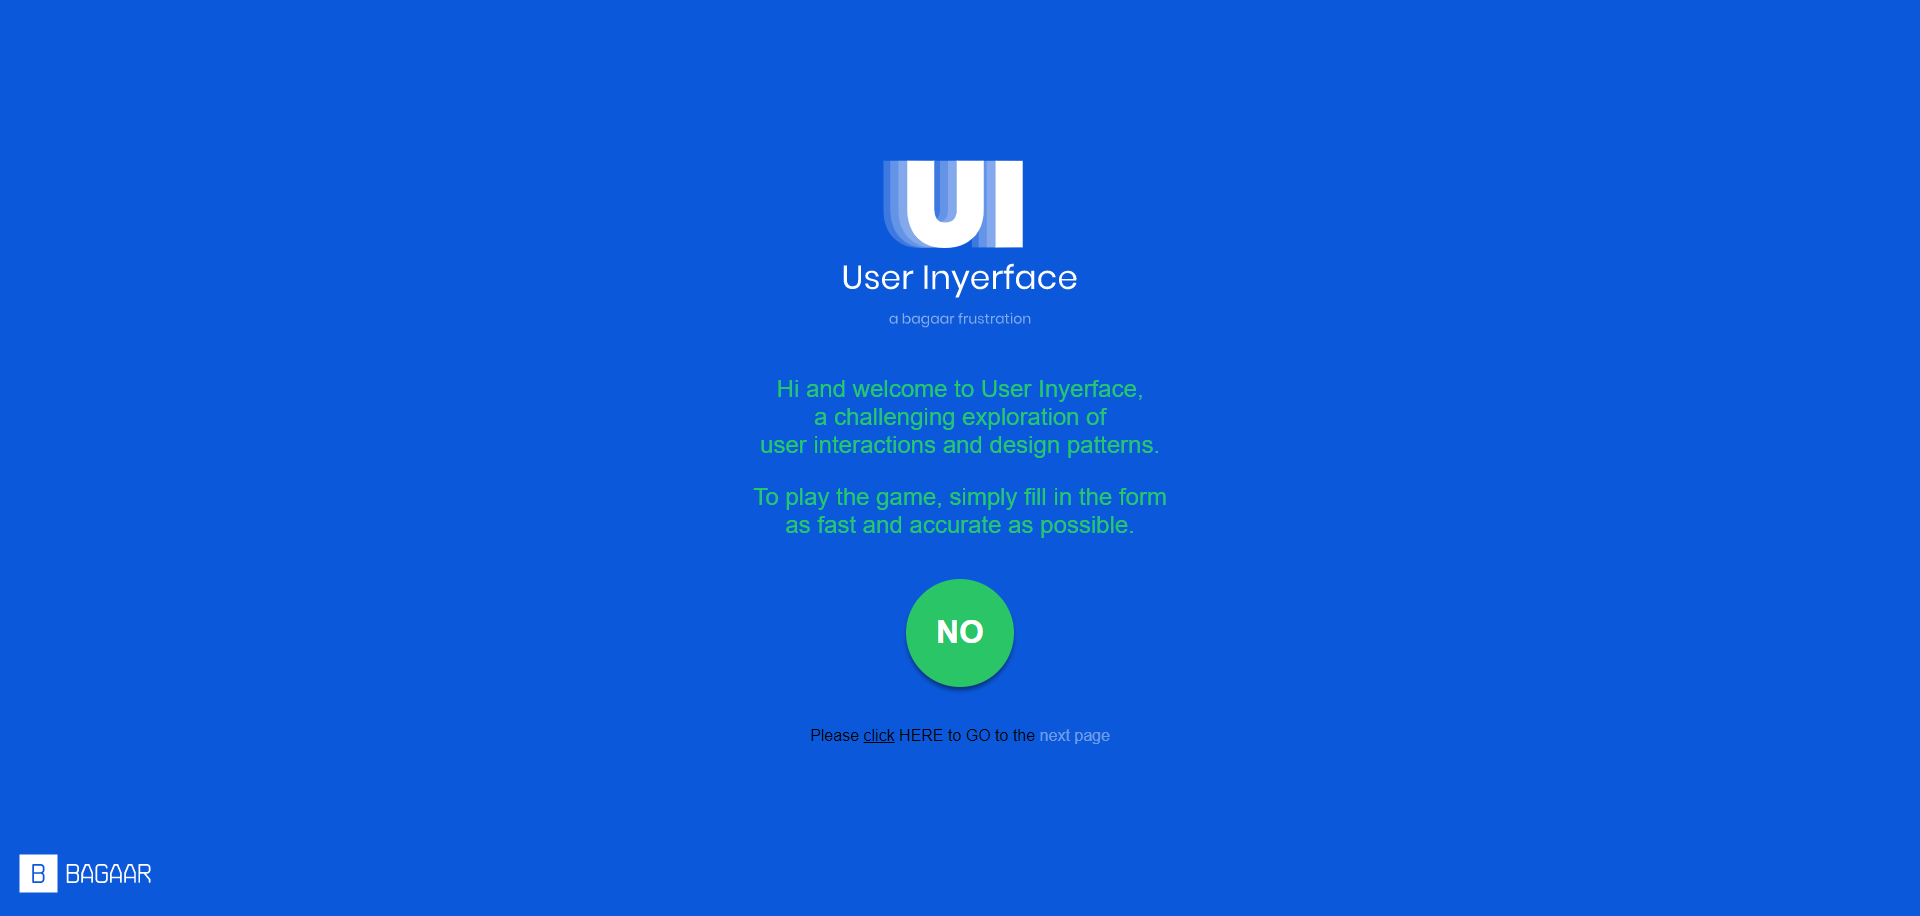 UI
User Inyerface
a bagaar frustration
Hi and welcome to User Inyerface,
a challenging exploration of
user interactions and design patterns.
To play the game, simply fill in the form
as fast and accurate as possible.
NO
Please click HERE to GO to the next page
B BAGAAR